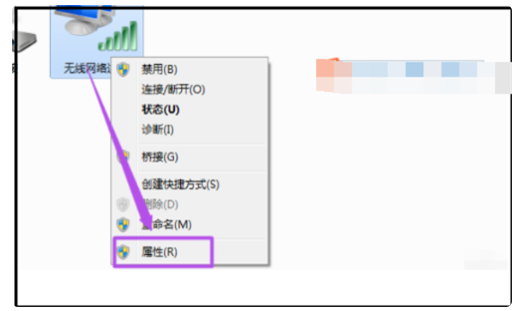 无线网络连
禁用(B)
连接/断开(O)
状态(U)
诊断(I)
桥接(G)
创建快捷方式(S)
删除(D)
重命名(M)
属性(R)